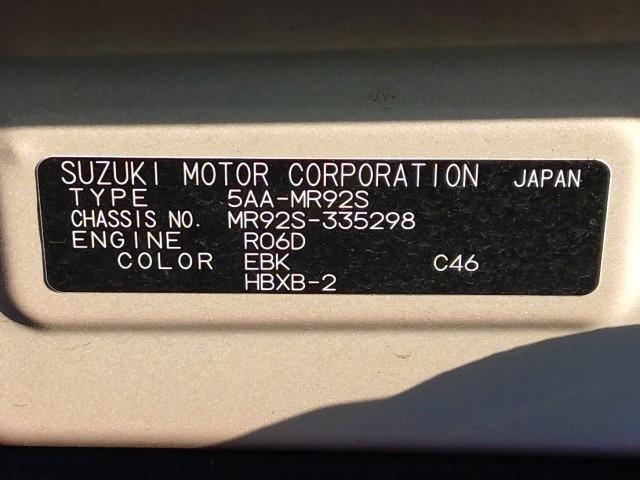 SUZUKI MOTOR CORPORATION JAPAN
TYPE 5AA-MR92S
CHASSIS NO. MR92S-335298
ENGINE R06D
COLOR EBK C46
HBXB-2